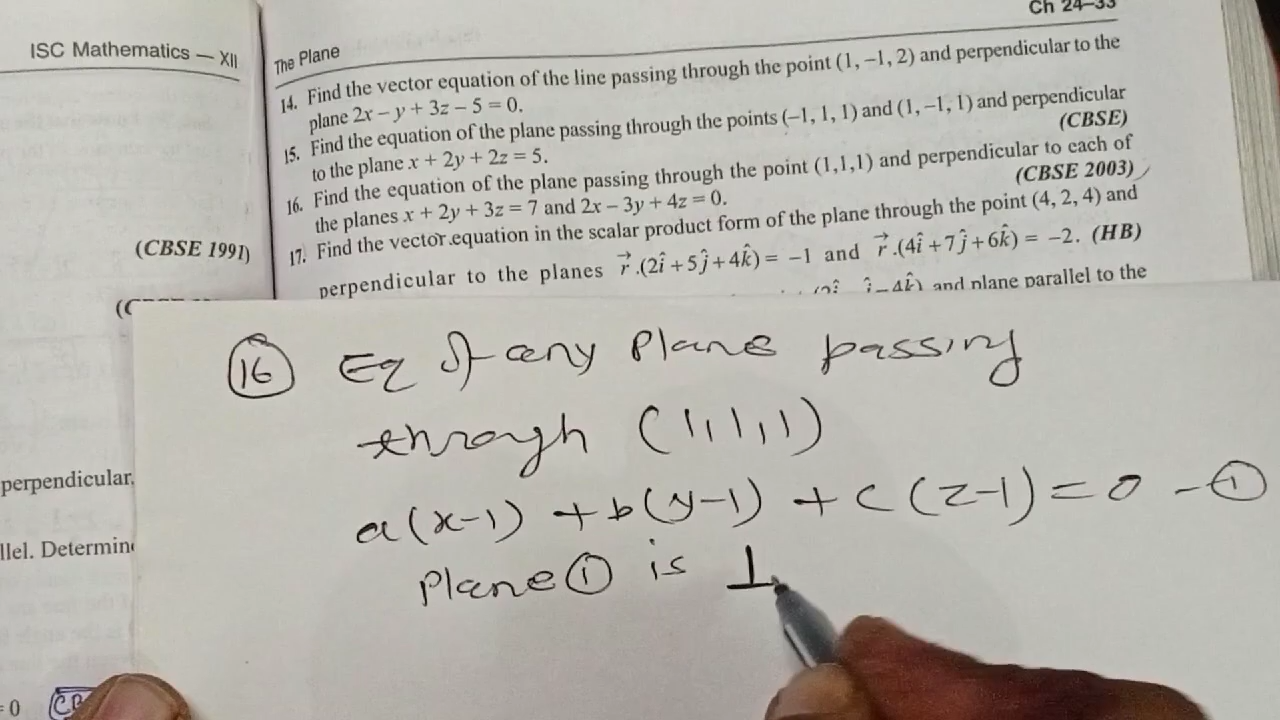 Ch 24–33
ISC Mathematics — XII
The Plane
14. Find the vector equation of the line passing through the point (1, −1, 2) and perpendicular to the
plane 2x − y + 3z − 5 = 0.
15. Find the equation of the plane passing through the points (−1, 1, 1) and (1, −1, 1) and perpendicular
to the plane x + 2y + 2z = 5. (CBSE)
16. Find the equation of the plane passing through the point (1,1,1) and perpendicular to each of
the planes x + 2y + 3z = 7 and 2x − 3y + 4z = 0. (CBSE 2003)
17. Find the vector equation in the scalar product form of the plane through the point (4, 2, 4) and
perpendicular to the planes r⃗.(2î + 5ĵ + 4k̂) = −1 and r⃗.(4î + 7ĵ + 6k̂) = −2. (HB)
and plane parallel to the
(CBSE 1991)
perpendicular.
= 0
16 Eq of any Plane passing
through (1,1,1)
a(x−1) + b(y−1) + c(z−1) = 0 – ①
Plane ① is ⊥